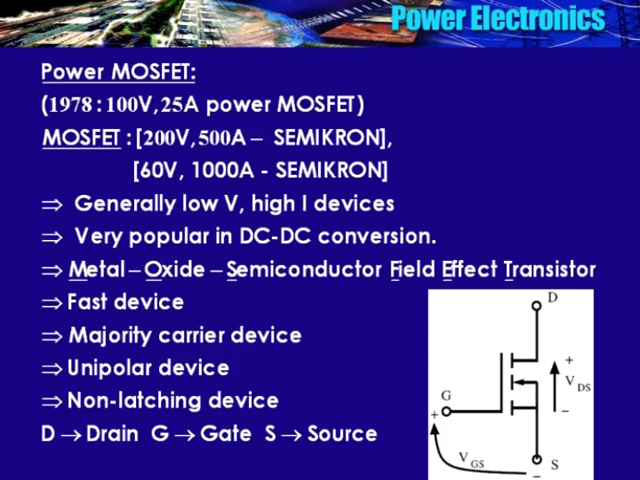 Power Electronics
Power MOSFET:
(1978 : 100V, 25A power MOSFET)
MOSFET : [200V, 500A – SEMIKRON],
[60V, 1000A - SEMIKRON]
⇒ Generally low V, high I devices
⇒ Very popular in DC-DC conversion.
⇒ Metal – Oxide – Semiconductor Field Effect Transistor
⇒ Fast device
⇒ Majority carrier device
⇒ Unipolar device
⇒ Non-latching device
D → Drain G → Gate S → Source
D
+
V DS
–
G
+
V GS
–
S